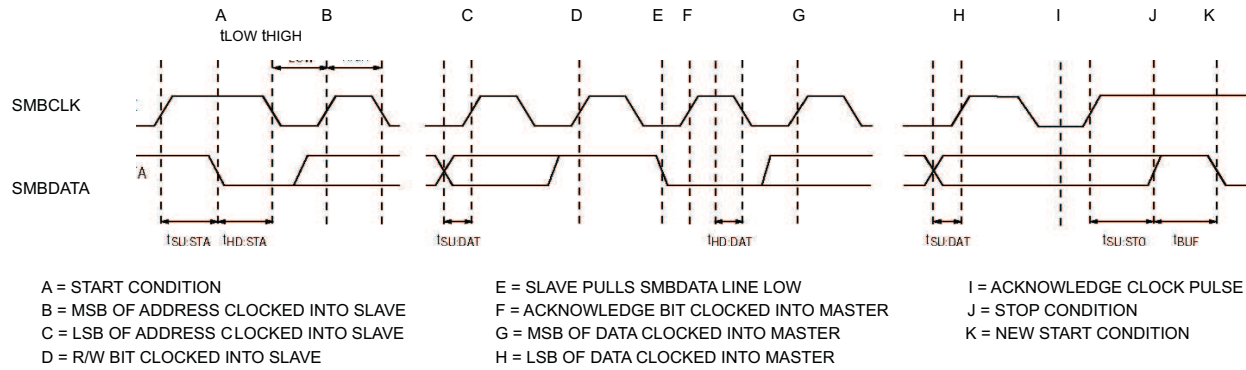 A B C D E F G H I J K
tLOW tHIGH
SMBCLK
SMBDATA
tSU:STA tHD:STA tSU:DAT tHD:DAT tSU:DAT tSU:STO tBUF
A = START CONDITION
B = MSB OF ADDRESS CLOCKED INTO SLAVE
C = LSB OF ADDRESS CLOCKED INTO SLAVE
D = R/W BIT CLOCKED INTO SLAVE
E = SLAVE PULLS SMBDATA LINE LOW
F = ACKNOWLEDGE BIT CLOCKED INTO MASTER
G = MSB OF DATA CLOCKED INTO MASTER
H = LSB OF DATA CLOCKED INTO MASTER
I = ACKNOWLEDGE CLOCK PULSE
J = STOP CONDITION
K = NEW START CONDITION